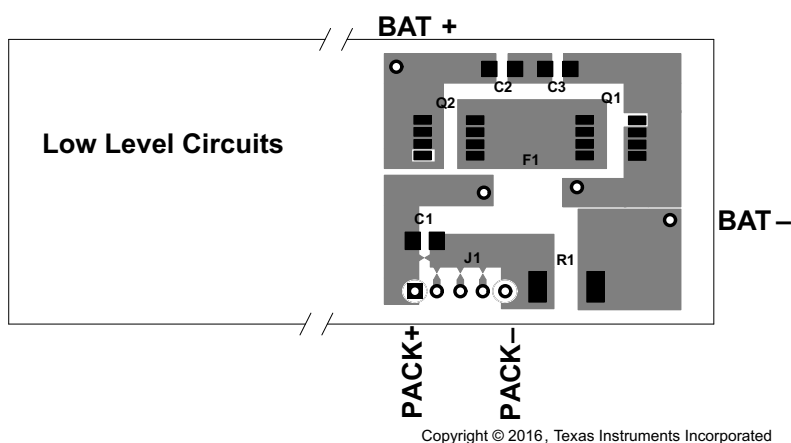 BAT +
C2 C3
Q2 Q1
Low Level Circuits
F1
C1
BAT –
J1 R1
PACK+
PACK–
Copyright © 2016, Texas Instruments Incorporated